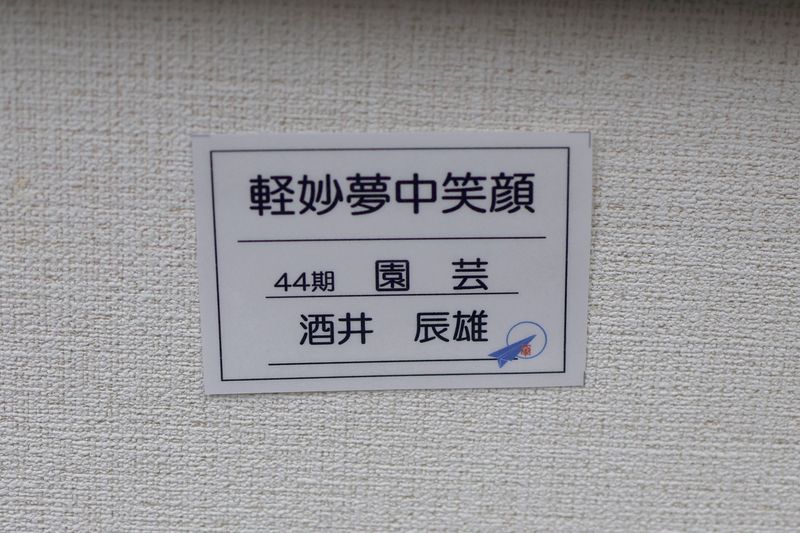 軽妙夢中笑顔
44期 園 芸
酒井 辰雄